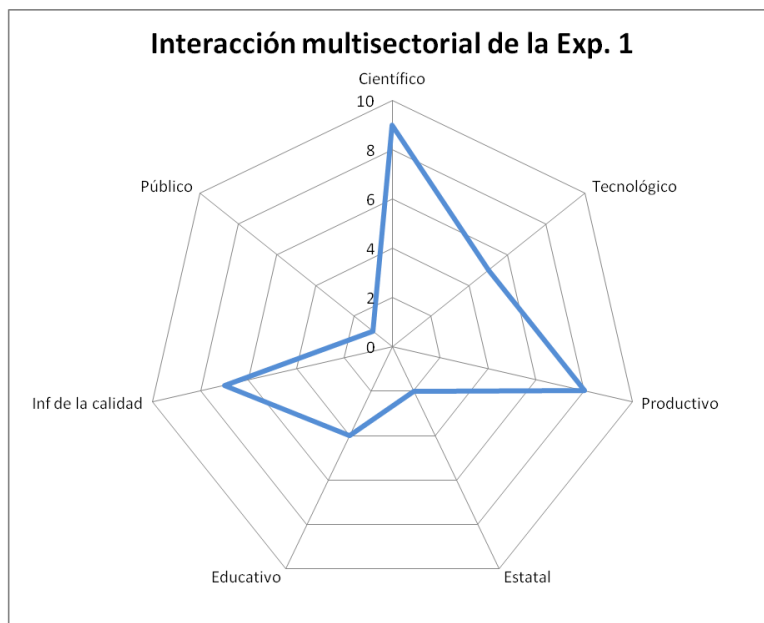 Interacción multisectorial de la Exp. 1
Científico
10
8
6
4
2
0
Tecnológico
Productivo
Estatal
Educativo
Inf de la calidad
Público